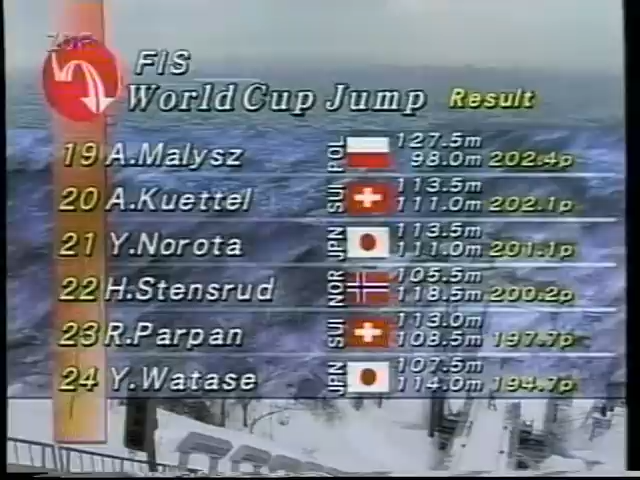 FIS
World Cup Jump Result
19 A.Malysz POL 127.5m 98.0m 202.4p
20 A.Kuettel SUI 113.5m 111.0m 202.1p
21 Y.Norota JPN 113.5m 111.0m 201.1p
22 H.Stensrud NOR 105.5m 118.5m 200.2p
23 R.Parpan SUI 113.0m 108.5m 197.7p
24 Y.Watase JPN 107.5m 114.0m 194.7p